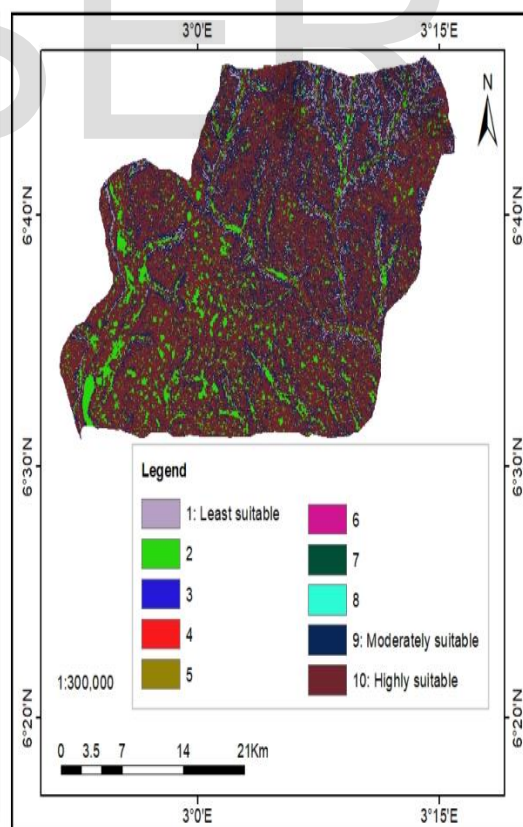 SER
3°0'E 3°15'E
N
6°40'N 6°40'N
6°30'N 6°30'N
Legend
1: Least suitable 6
2 7
3 8
4 9: Moderately suitable
5 10: Highly suitable
1:300,000
6°20'N 6°20'N
0 3.5 7 14 21Km
3°0'E 3°15'E